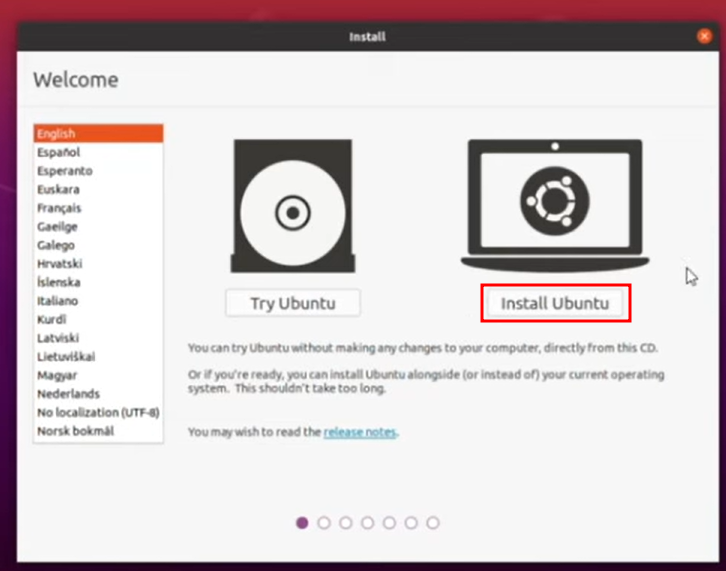 Install
Welcome
English
Español
Esperanto
Euskara
Français
Gaeilge
Galego
Hrvatski
Íslenska
Italiano
Kurdî
Latviski
Lietuviškai
Magyar
Nederlands
No localization (UTF-8)
Norsk bokmål
Try Ubuntu
Install Ubuntu
You can try Ubuntu without making any changes to your computer, directly from this CD.
Or if you're ready, you can install Ubuntu alongside (or instead of) your current operating
system. This shouldn't take too long.
You may wish to read the release notes.